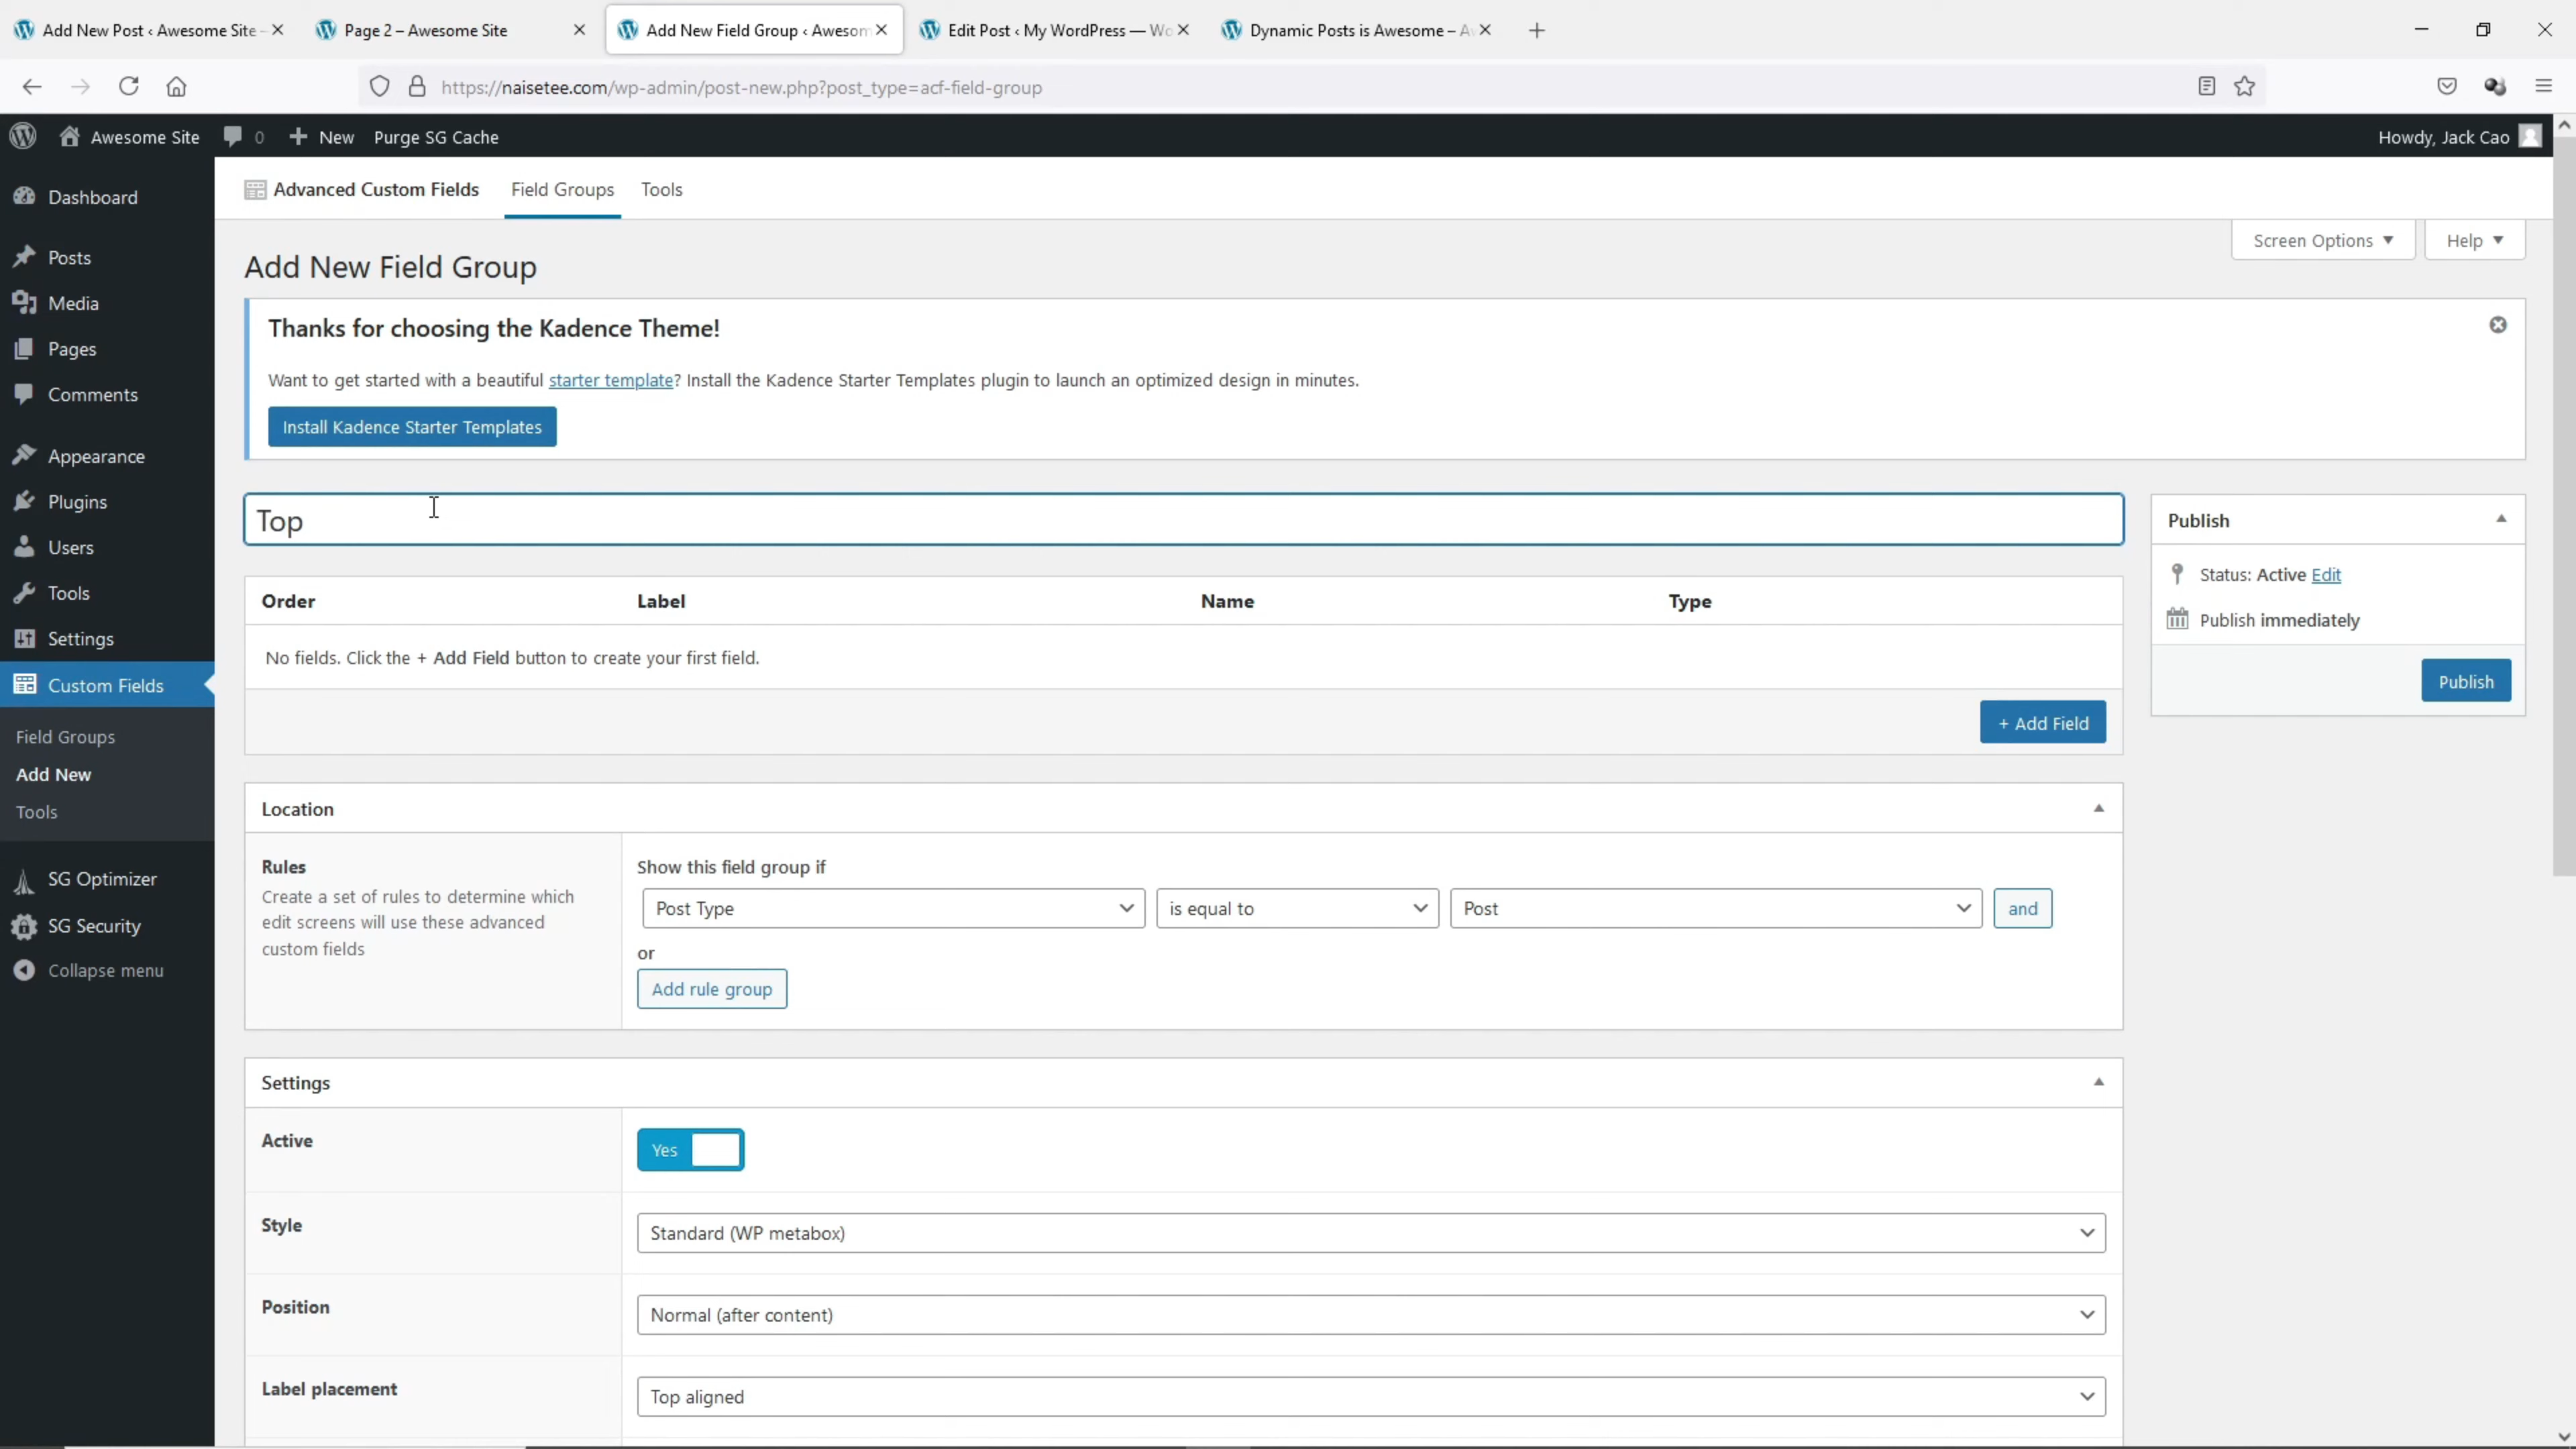 Add New Post ‹ Awesome Site –
Page 2 – Awesome Site
Add New Field Group ‹ Awesom
Edit Post ‹ My WordPress — Wo
Dynamic Posts is Awesome – A
https://naisetee.com/wp-admin/post-new.php?post_type=acf-field-group
Awesome Site
0
New
Purge SG Cache
Howdy, Jack Cao
Dashboard
Posts
Media
Pages
Comments
Appearance
Plugins
Users
Tools
Settings
Custom Fields
Field Groups
Add New
Tools
SG Optimizer
SG Security
Collapse menu
Advanced Custom Fields
Field Groups
Tools
Screen Options
Help
Add New Field Group
Thanks for choosing the Kadence Theme!
Want to get started with a beautiful starter template? Install the Kadence Starter Templates plugin to launch an optimized design in minutes.
Install Kadence Starter Templates
Top
Order Label Name Type
No fields. Click the + Add Field button to create your first field.
+ Add Field
Publish
Status: Active Edit
Publish immediately
Publish
Location
Rules
Create a set of rules to determine which
edit screens will use these advanced
custom fields
Show this field group if
Post Type is equal to Post and
or
Add rule group
Settings
Active
Yes
Style
Standard (WP metabox)
Position
Normal (after content)
Label placement
Top aligned